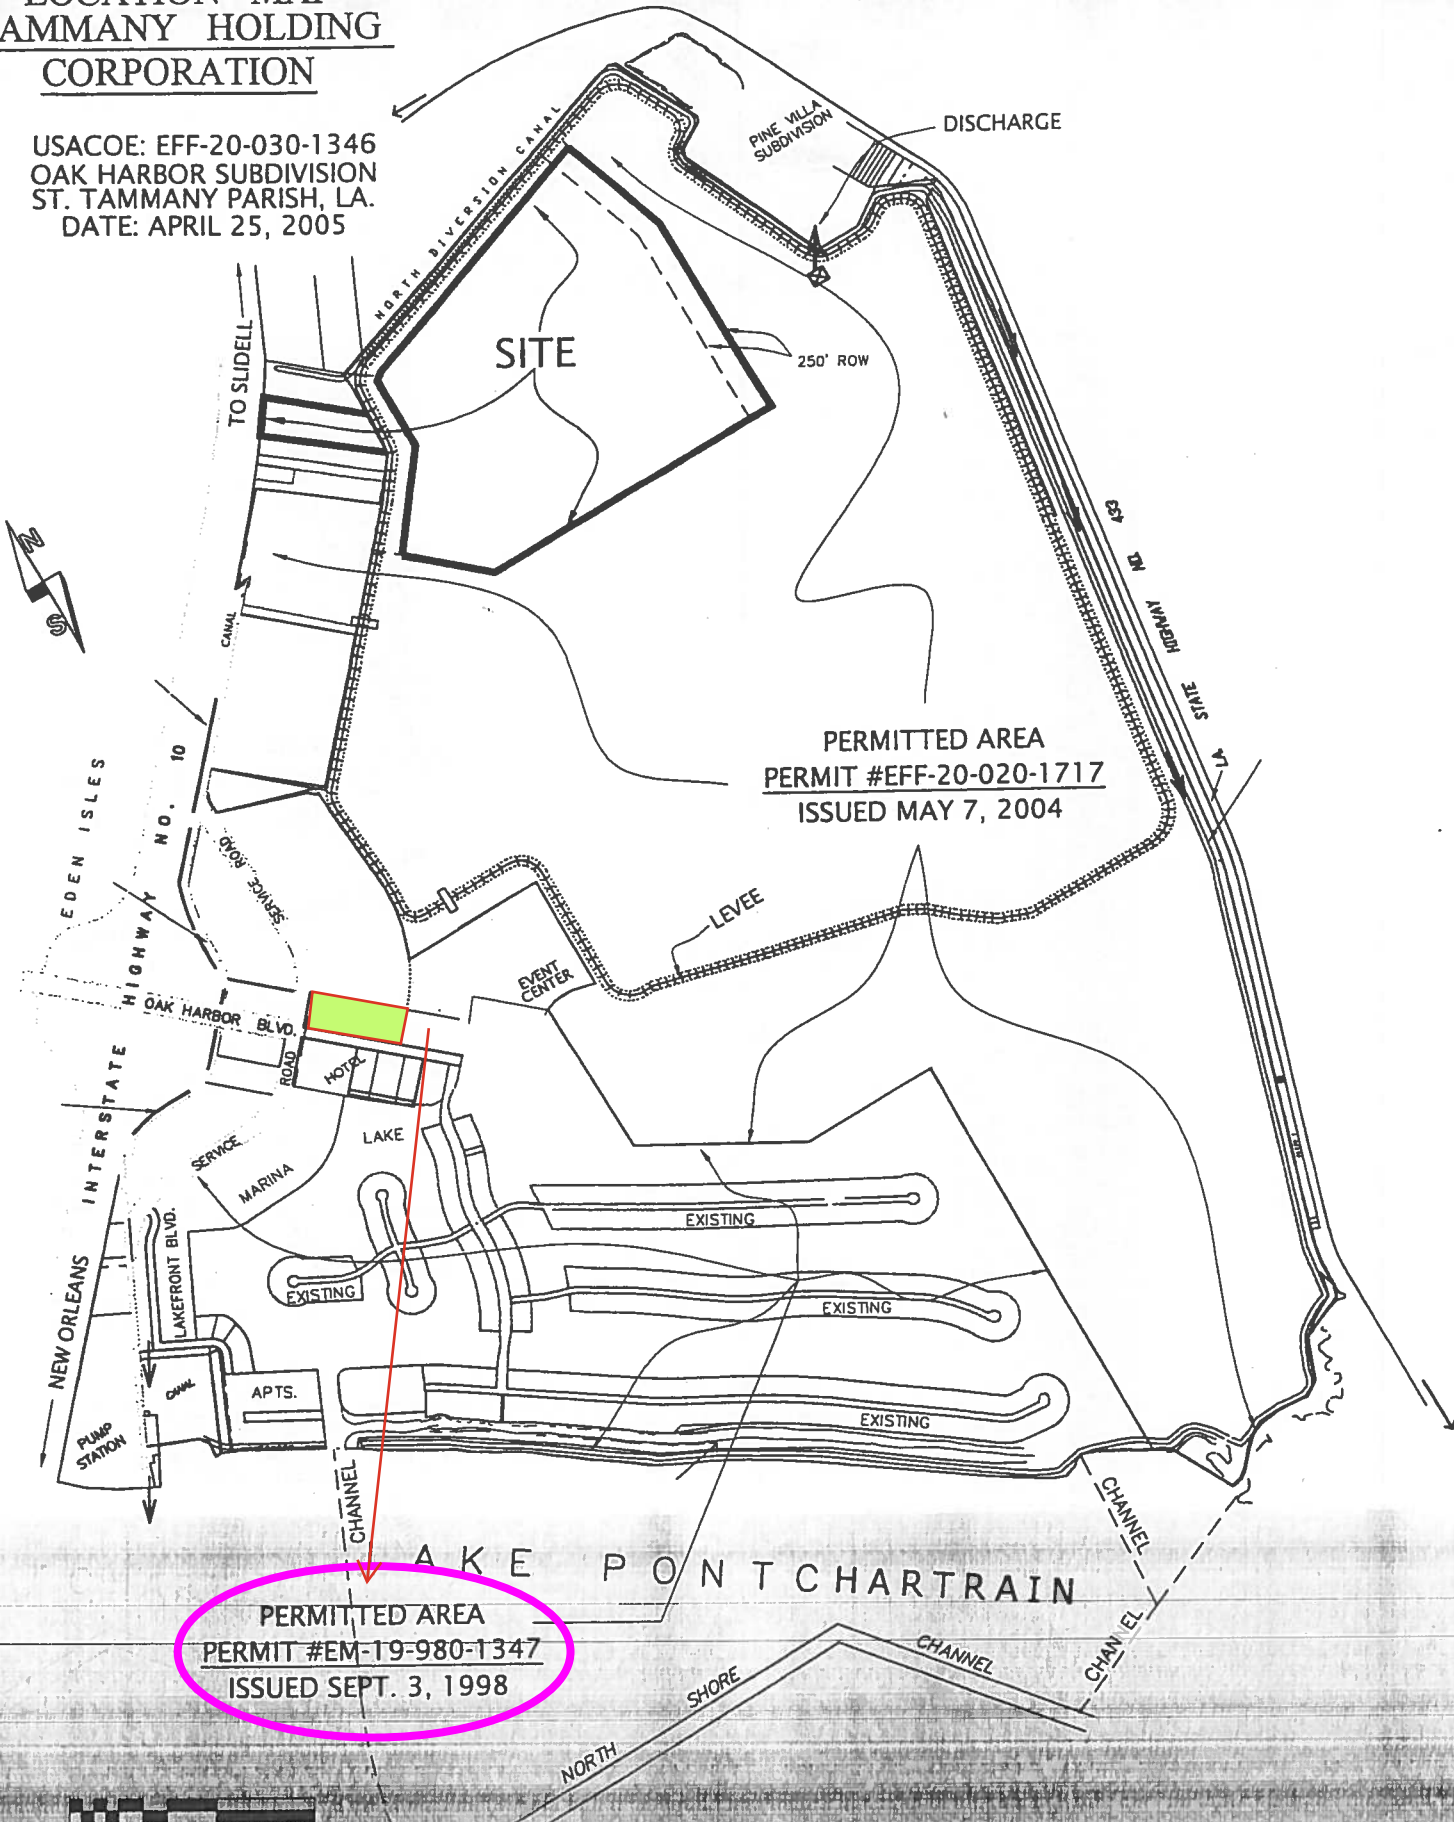 LOCATION MAP
TAMMANY HOLDING
CORPORATION
USACOE: EFF-20-030-1346
OAK HARBOR SUBDIVISION
ST. TAMMANY PARISH, LA.
DATE: APRIL 25, 2005
NORTH DIVERSION CANAL
PINE VILLA
SUBDIVISION
DISCHARGE
TO SLIDELL
SITE
250' ROW
N
S
CANAL
LA STATE HIGHWAY NO. 433
PERMITTED AREA
PERMIT #EFF-20-020-1717
ISSUED MAY 7, 2004
EDEN ISLES
INTERSTATE HIGHWAY NO. 10
SERVICE ROAD
LEVEE
EVENT
CENTER
OAK HARBOR BLVD.
ROAD
HOTEL
LAKE
SERVICE
MARINA
LAKEFRONT BLVD.
NEW ORLEANS
EXISTING
EXISTING
EXISTING
EXISTING
CANAL
APTS.
PUMP
STATION
CHANNEL
CHANNEL
CHANNEL
LAKE PONTCHARTRAIN
PERMITTED AREA
PERMIT #EM-19-980-1347
ISSUED SEPT. 3, 1998
NORTH SHORE CHANNEL